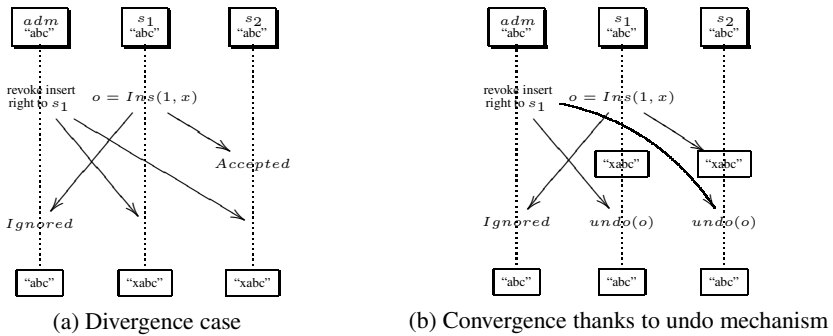 adm s1 s2
"abc" "abc" "abc"
revoke insert
right to s1
o = Ins(1, x)
Accepted
Ignored
"abc" "xabc" "xabc"
(a) Divergence case
adm s1 s2
"abc" "abc" "abc"
revoke insert
right to s1
o = Ins(1, x)
"xabc" "xabc"
Ignored undo(o) undo(o)
"abc" "abc" "abc"
(b) Convergence thanks to undo mechanism